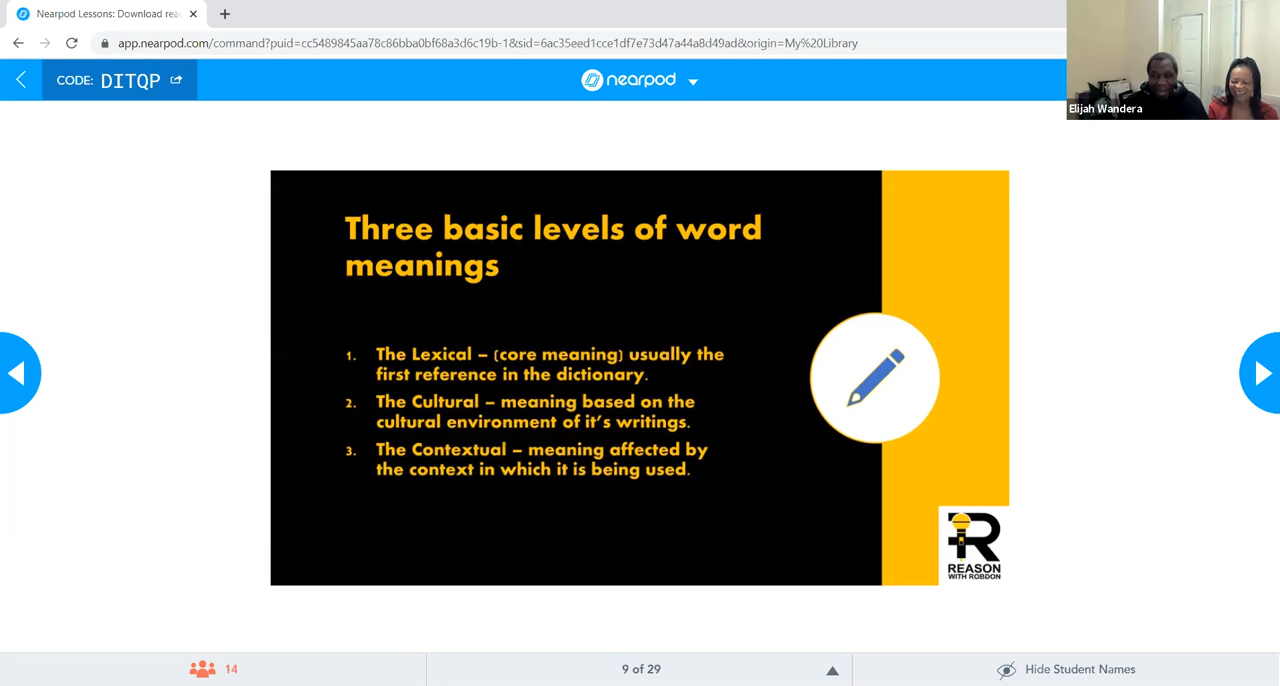 Nearpod Lessons: Download rea
app.nearpod.com/command?puid=cc5489845aa78c86bba0bf68a3d6c19b-1&sid=6ac35eed1cce1df7e73d47a44a8d49ad&origin=My%20Library
CODE: DITQP
nearpod
Elijah Wandera
Three basic levels of word
meanings
1. The Lexical – (core meaning) usually the
first reference in the dictionary.
2. The Cultural – meaning based on the
cultural environment of it's writings.
3. The Contextual – meaning affected by
the context in which it is being used.
R
REASON
WITH ROBDON
14
9 of 29
Hide Student Names